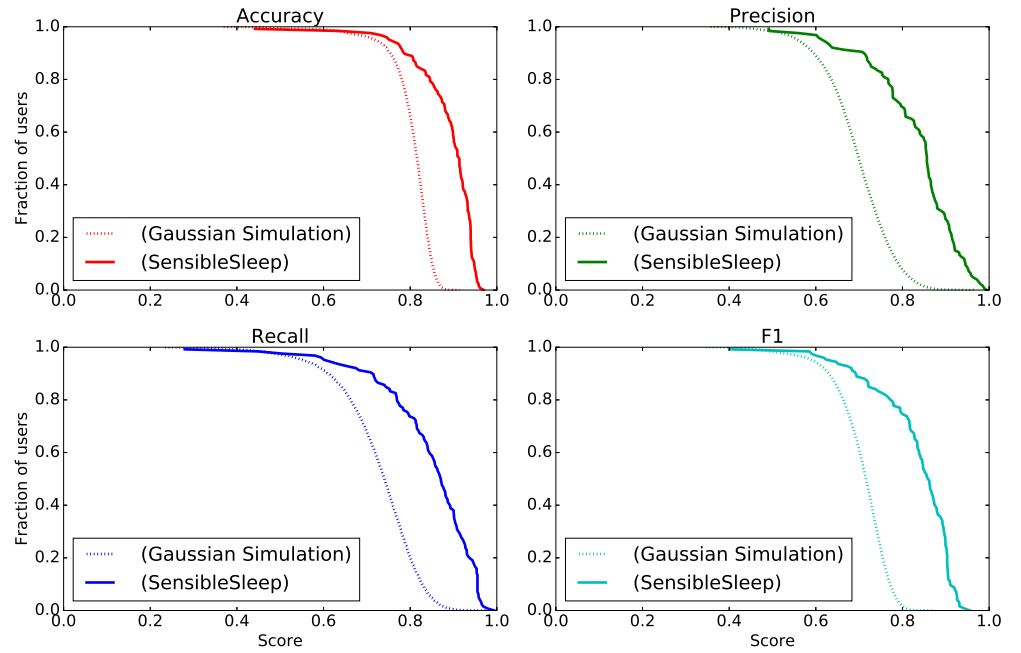 Accuracy
1.0
0.8
0.6
0.4
0.2
0.0
Fraction of users
(Gaussian Simulation)
(SensibleSleep)
0.0 0.2 0.4 0.6 0.8 1.0
Precision
1.0
0.8
0.6
0.4
0.2
0.0
(Gaussian Simulation)
(SensibleSleep)
0.0 0.2 0.4 0.6 0.8 1.0
Recall
1.0
0.8
0.6
0.4
0.2
0.0
Fraction of users
(Gaussian Simulation)
(SensibleSleep)
0.0 0.2 0.4 0.6 0.8 1.0
Score
F1
1.0
0.8
0.6
0.4
0.2
0.0
(Gaussian Simulation)
(SensibleSleep)
0.0 0.2 0.4 0.6 0.8 1.0
Score